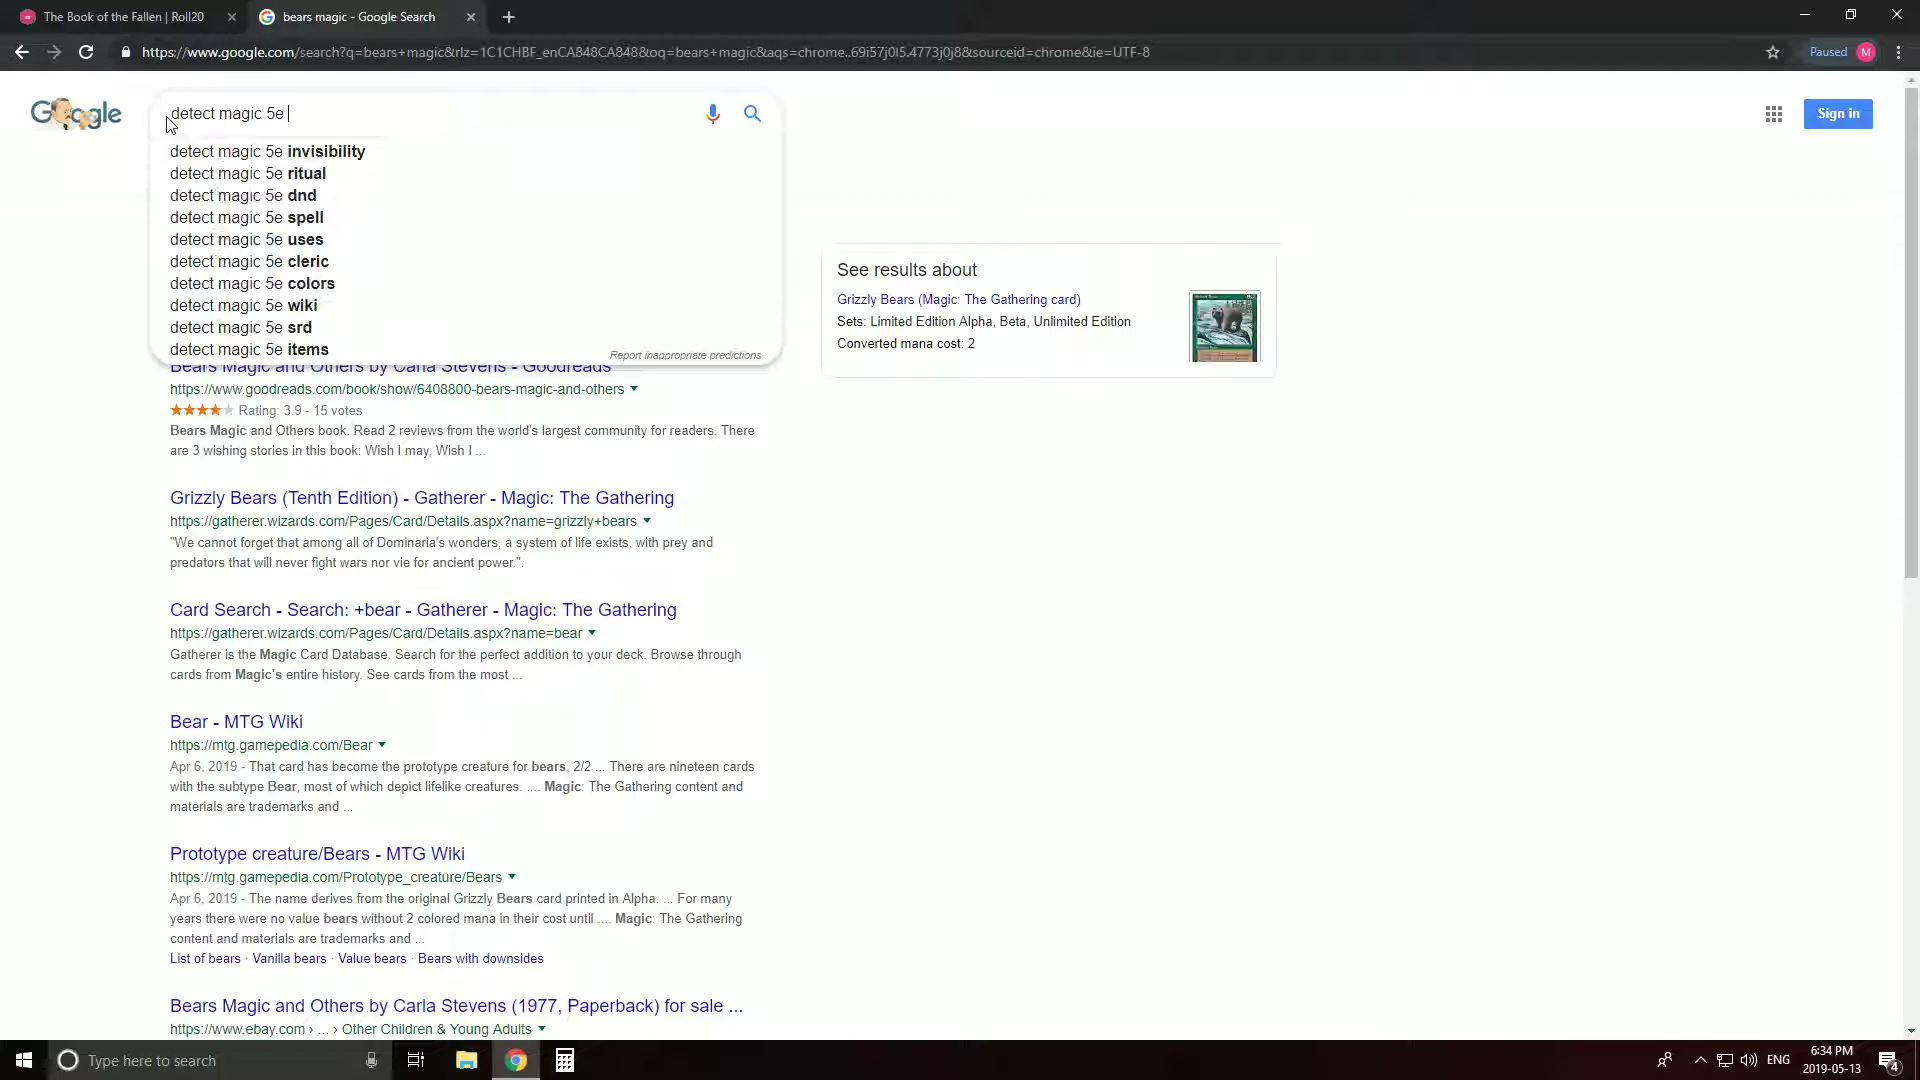 The Book of the Fallen | Roll20
bears magic - Google Search
https://www.google.com/search?q=bears+magic&rlz=1C1CHBF_enCA848CA848&oq=bears+magic&aqs=chrome..69i57j0l5.4773j0j8&sourceid=chrome&ie=UTF-8
Paused
M
Google
detect magic 5e
Sign in
detect magic 5e invisibility
detect magic 5e ritual
detect magic 5e dnd
detect magic 5e spell
detect magic 5e uses
detect magic 5e cleric
detect magic 5e colors
detect magic 5e wiki
detect magic 5e srd
detect magic 5e items
Report inappropriate predictions
See results about
Grizzly Bears (Magic: The Gathering card)
Sets: Limited Edition Alpha, Beta, Unlimited Edition
Converted mana cost: 2
Bears Magic and Others by Carla Stevens - Goodreads
https://www.goodreads.com/book/show/6408800-bears-magic-and-others
Rating: 3.9 - 15 votes
Bears Magic and Others book. Read 2 reviews from the world's largest community for readers. There
are 3 wishing stories in this book: Wish I may, Wish I ...
Grizzly Bears (Tenth Edition) - Gatherer - Magic: The Gathering
https://gatherer.wizards.com/Pages/Card/Details.aspx?name=grizzly+bears
"We cannot forget that among all of Dominaria's wonders, a system of life exists, with prey and
predators that will never fight wars nor vie for ancient power.".
Card Search - Search: +bear - Gatherer - Magic: The Gathering
https://gatherer.wizards.com/Pages/Card/Details.aspx?name=bear
Gatherer is the Magic Card Database. Search for the perfect addition to your deck. Browse through
cards from Magic's entire history. See cards from the most ...
Bear - MTG Wiki
https://mtg.gamepedia.com/Bear
Apr 6, 2019 - That card has become the prototype creature for bears, 2/2 ... There are nineteen cards
with the subtype Bear, most of which depict lifelike creatures. .... Magic: The Gathering content and
materials are trademarks and ...
Prototype creature/Bears - MTG Wiki
https://mtg.gamepedia.com/Prototype_creature/Bears
Apr 6, 2019 - The name derives from the original Grizzly Bears card printed in Alpha. ... For many
years there were no value bears without 2 colored mana in their cost until .... Magic: The Gathering
content and materials are trademarks and ...
List of bears · Vanilla bears · Value bears · Bears with downsides
Bears Magic and Others by Carla Stevens (1977, Paperback) for sale ...
https://www.ebay.com › ... › Other Children & Young Adults
Type here to search
ENG
6:34 PM
2019-05-13
4